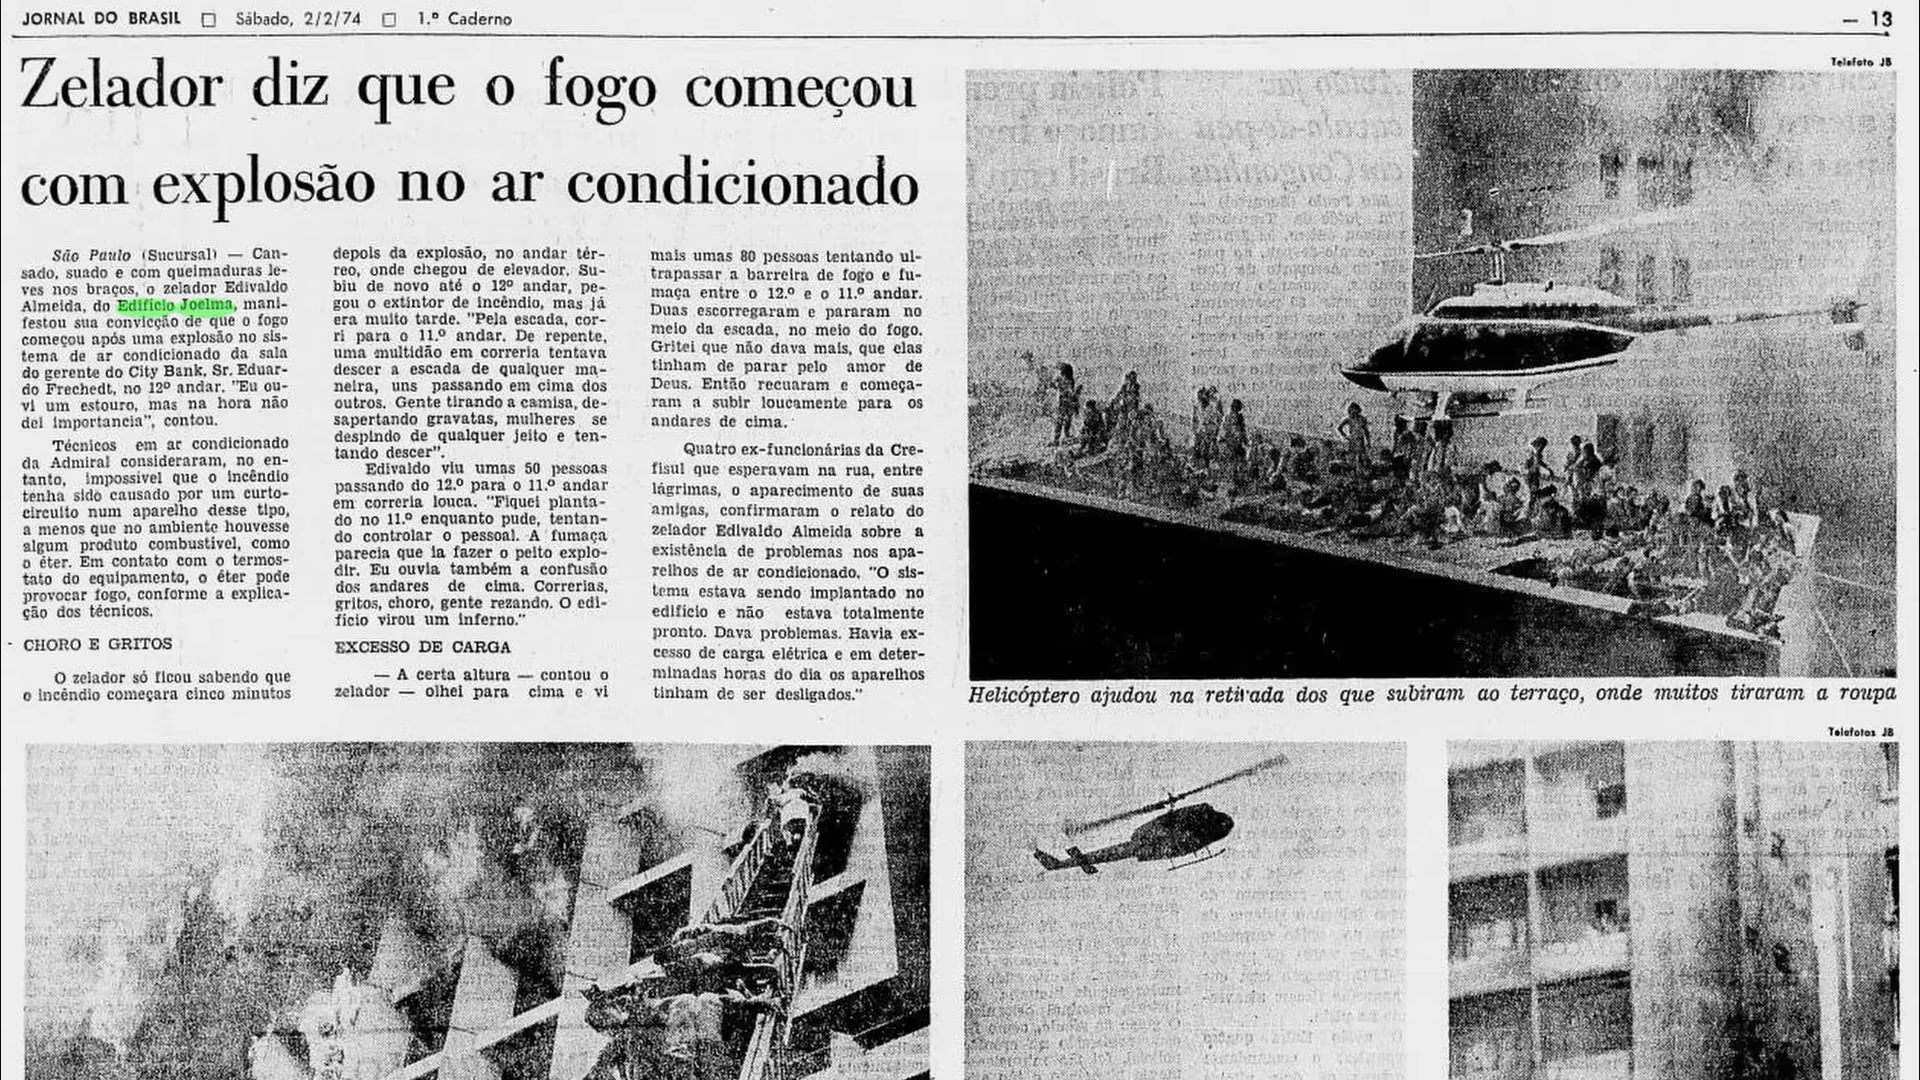 JORNAL DO BRASIL □ Sábado, 2/2/74 □ 1.º Caderno
— 13
Zelador diz que o fogo começou
com explosão no ar condicionado
São Paulo (Sucursal) — Can-
sado, suado e com queimaduras le-
ves nos braços, o zelador Edivaldo
Almeida, do Edifício Joelma, mani-
festou sua convicção de que o fogo
começou após uma explosão no sis-
tema de ar condicionado da sala
do gerente do City Bank, Sr. Eduar-
do Frechedt, no 12º andar. "Eu ou-
vi um estouro, mas na hora não
dei importancia", contou.
Técnicos em ar condicionado
da Admiral consideraram, no en-
tanto, impossível que o incêndio
tenha sido causado por um curto-
circuito num aparelho desse tipo,
a menos que no ambiente houvesse
algum produto combustível, como
o éter. Em contato com o termos-
tato do equipamento, o éter pode
provocar fogo, conforme a explica-
ção dos técnicos.
CHORO E GRITOS
O zelador só ficou sabendo que
o incêndio começara cinco minutos
depois da explosão, no andar tér-
reo, onde chegou de elevador. Su-
biu de novo até o 12º andar, pe-
gou o extintor de incêndio, mas já
era muito tarde. "Pela escada, cor-
ri para o 11.º andar. De repente,
uma multidão em correria tentava
descer a escada de qualquer ma-
neira, uns passando em cima dos
outros. Gente tirando a camisa, de-
sapertando gravatas, mulheres se
despindo de qualquer jeito e ten-
tando descer".
Edivaldo viu umas 50 pessoas
passando do 12.º para o 11.º andar
em correria louca. "Fiquei planta-
do no 11.º enquanto pude, tentan-
do controlar o pessoal. A fumaça
parecia que ia fazer o peito explo-
dir. Eu ouvia também a confusão
dos andares de cima. Correrias,
gritos, choro, gente rezando. O edi-
fício virou um inferno."
EXCESSO DE CARGA
— A certa altura — contou o
zelador — olhei para cima e vi
mais umas 80 pessoas tentando ul-
trapassar a barreira de fogo e fu-
maça entre o 12.º e o 11.º andar.
Duas escorregaram e pararam no
meio da escada, no meio do fogo.
Gritei que não dava mais, que elas
tinham de parar pelo amor de
Deus. Então recuaram e começa-
ram a subir loucamente para os
andares de cima.
Quatro ex-funcionárias da Cre-
fisul que esperavam na rua, entre
lágrimas, o aparecimento de suas
amigas, confirmaram o relato do
zelador Edivaldo Almeida sobre a
existência de problemas nos apa-
relhos de ar condicionado. "O sis-
tema estava sendo implantado no
edifício e não estava totalmente
pronto. Dava problemas. Havia ex-
cesso de carga elétrica e em deter-
minadas horas do dia os aparelhos
tinham de ser desligados."
Telefoto JB
Helicóptero ajudou na retirada dos que subiram ao terraço, onde muitos tiraram a roupa
Telefotos JB